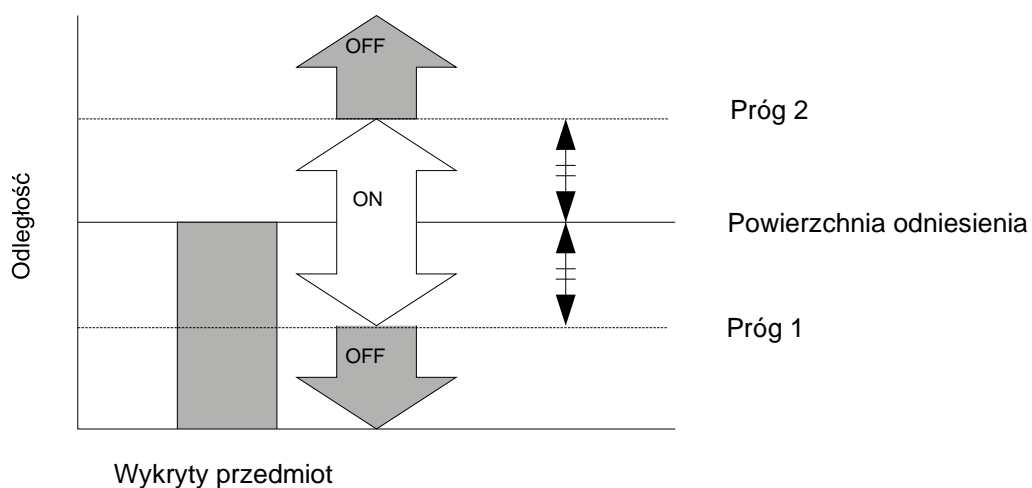 OFF
Próg 2
ON
Odległość
Powierzchnia odniesienia
Próg 1
OFF
Wykryty przedmiot